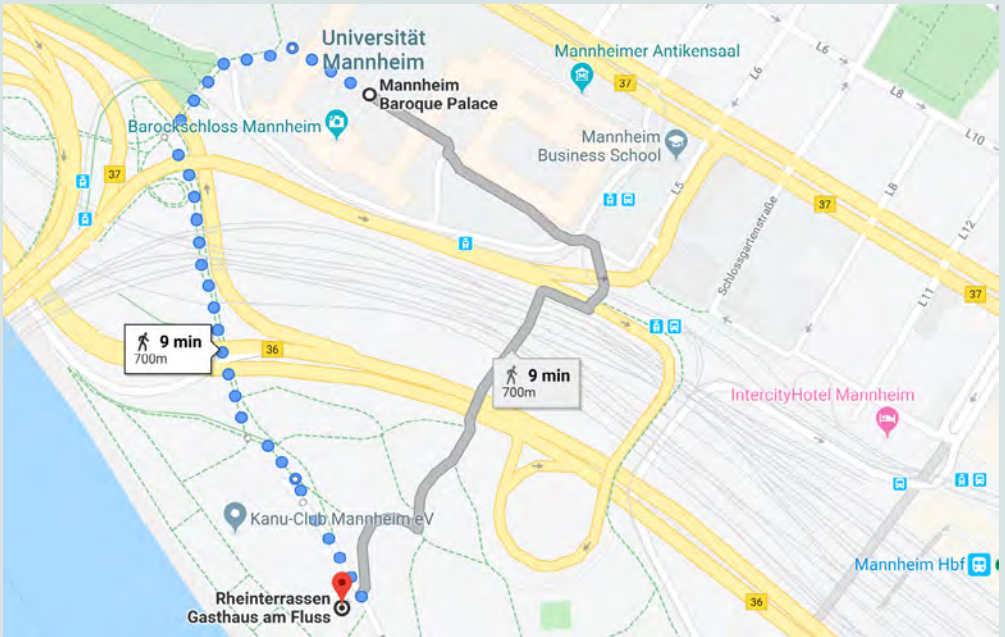 Universität
Mannheim
Mannheim
Baroque Palace
Mannheimer Antikensaal
L6
L6
L8
L10
37
Barockschloss Mannheim
Mannheim
Business School
37
L5
L8
37
Schlossgartenstraße
L12
L11
37
9 min
700m
36
9 min
700m
IntercityHotel Mannheim
Kanu-Club Mannheim eV
Mannheim Hbf
Rheinterrassen
Gasthaus am Fluss
36